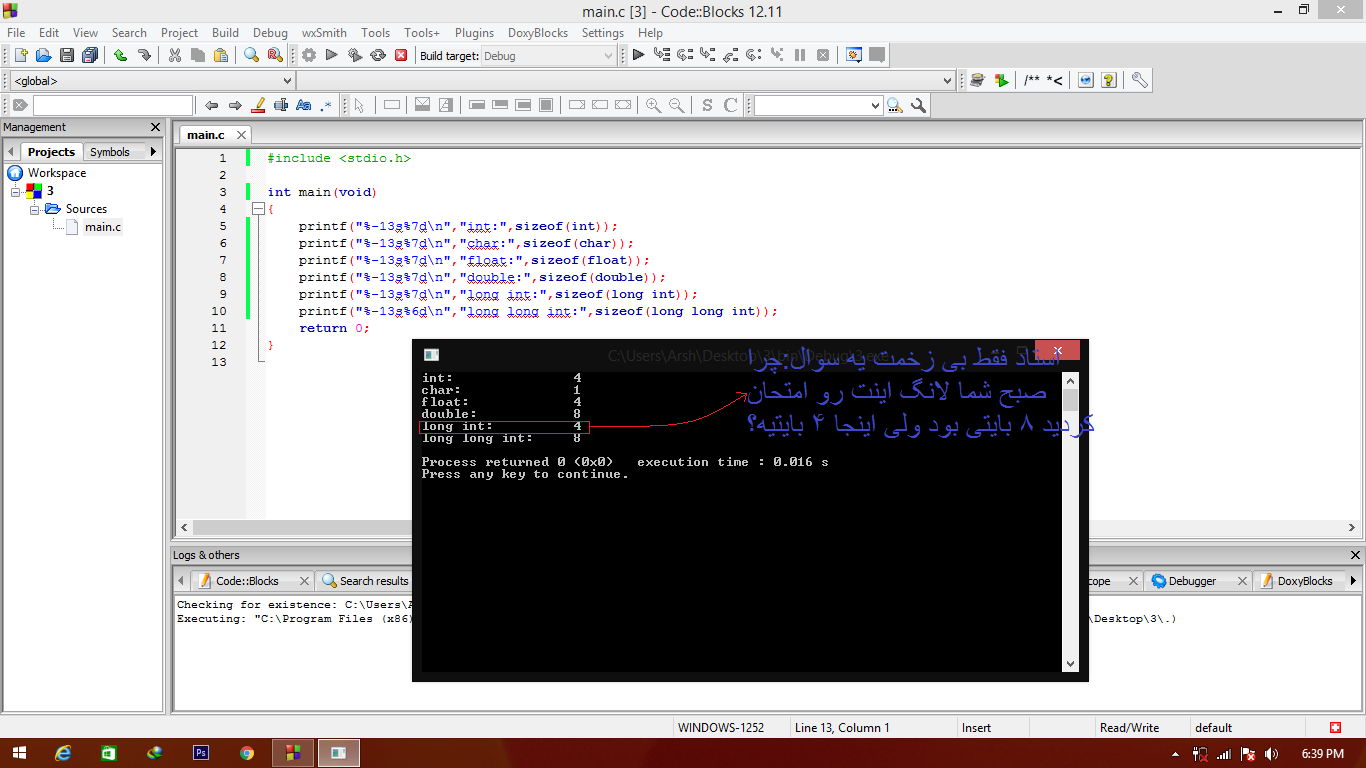 main.c [3] - Code::Blocks 12.11
File Edit View Search Project Build Debug wxSmith Tools Tools+ Plugins DoxyBlocks Settings Help
Build target: Debug
<global>
/** *<
Aa .*
S C
Management
main.c
Projects Symbols
Workspace
3
Sources
main.c
1 #include <stdio.h>
2
3 int main(void)
4 {
5 printf("%-13s%7d\n","int:",sizeof(int));
6 printf("%-13s%7d\n","char:",sizeof(char));
7 printf("%-13s%7d\n","float:",sizeof(float));
8 printf("%-13s%7d\n","double:",sizeof(double));
9 printf("%-13s%7d\n","long int:",sizeof(long int));
10 printf("%-13s%6d\n","long long int:",sizeof(long long int));
11 return 0;
12 }
13
C:\Users\Arsh\Desktop\3\bin\Debug\3.exe
استاد فقط بی زخمت یه سوال:چرا
صبح شما لانگ اینت رو امتحان
کردید ۸ بایتی بود ولی اینجا ۴ بایتیه؟
int: 4
char: 1
float: 4
double: 8
long int: 4
long long int: 8
Process returned 0 (0x0) execution time : 0.016 s
Press any key to continue.
Logs & others
Code::Blocks Search results Debugger DoxyBlocks
Checking for existence: C:\Users\A
Executing: "C:\Program Files (x86) \Desktop\3\.)
WINDOWS-1252 Line 13, Column 1 Insert Read/Write default
Ps
6:39 PM